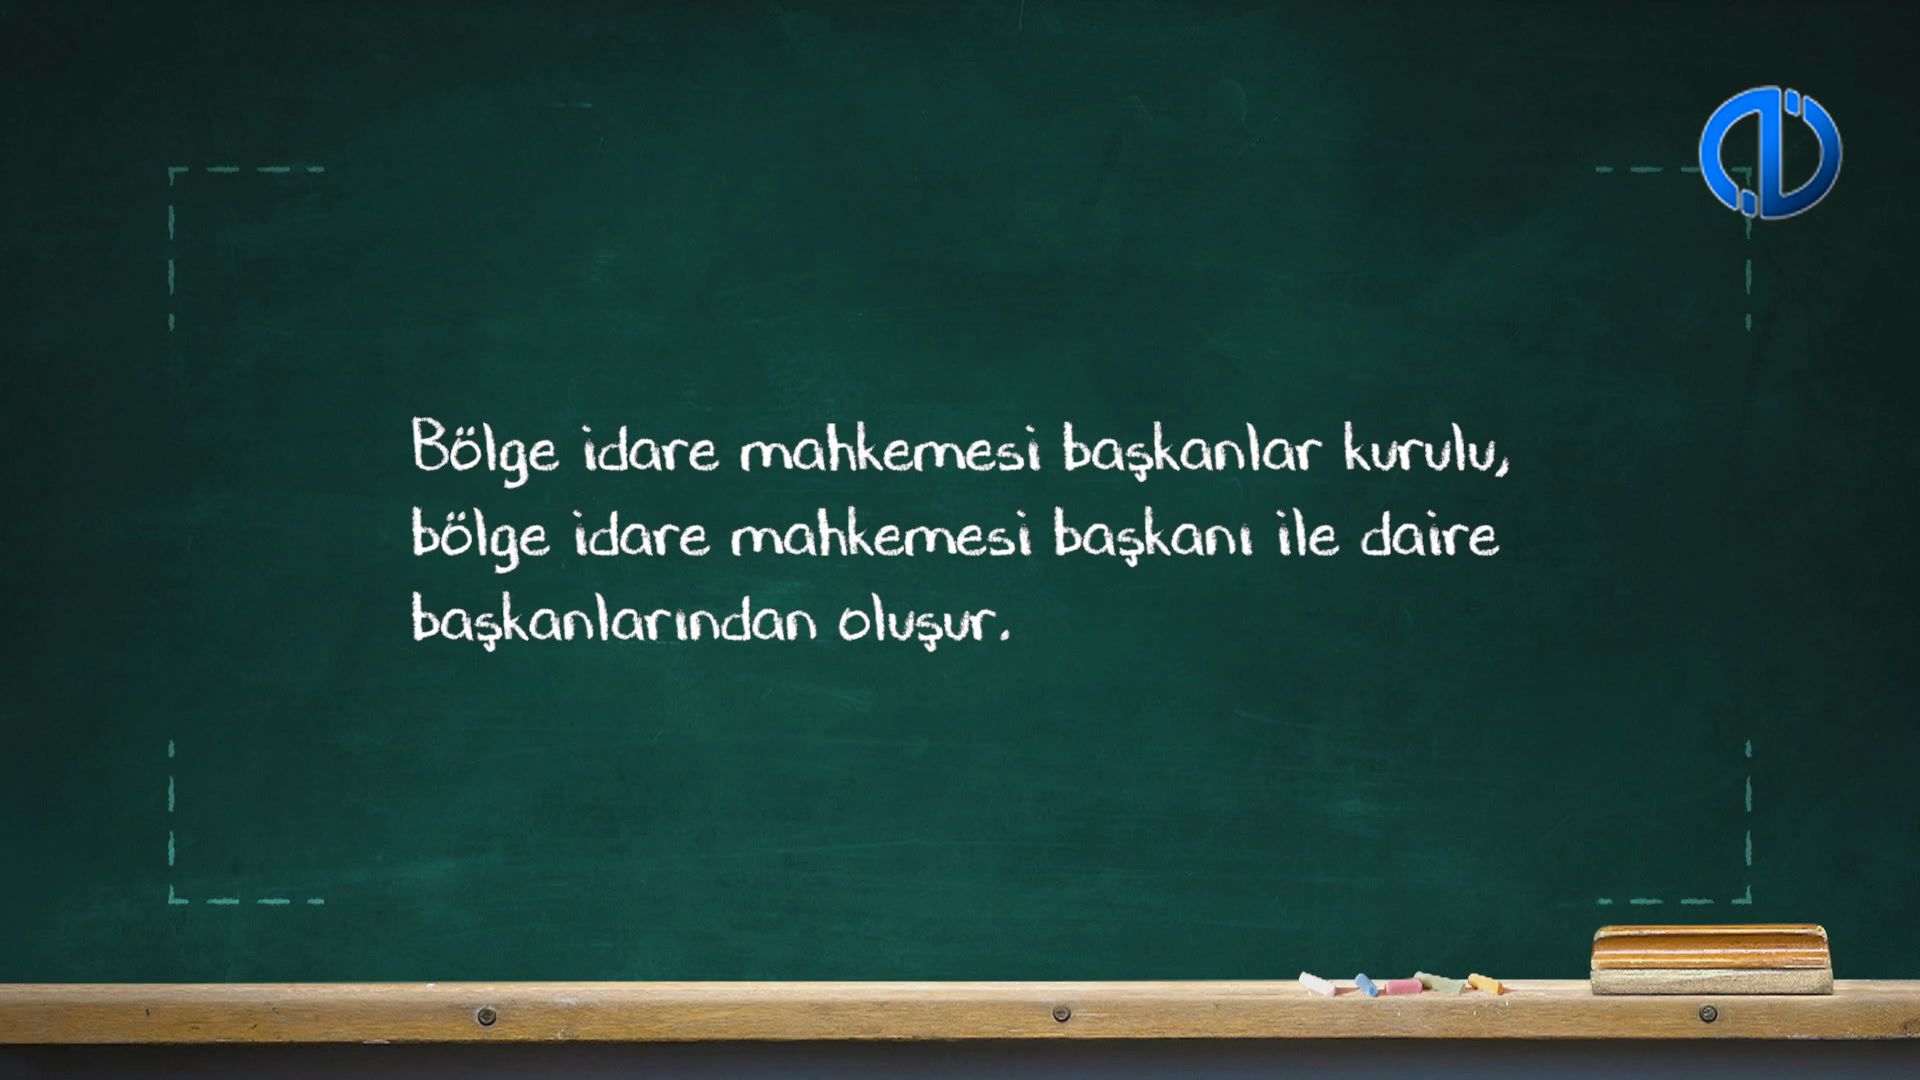 Bölge idare mahkemesi başkanlar kurulu,
bölge idare mahkemesi başkanı ile daire
başkanlarından oluşur.